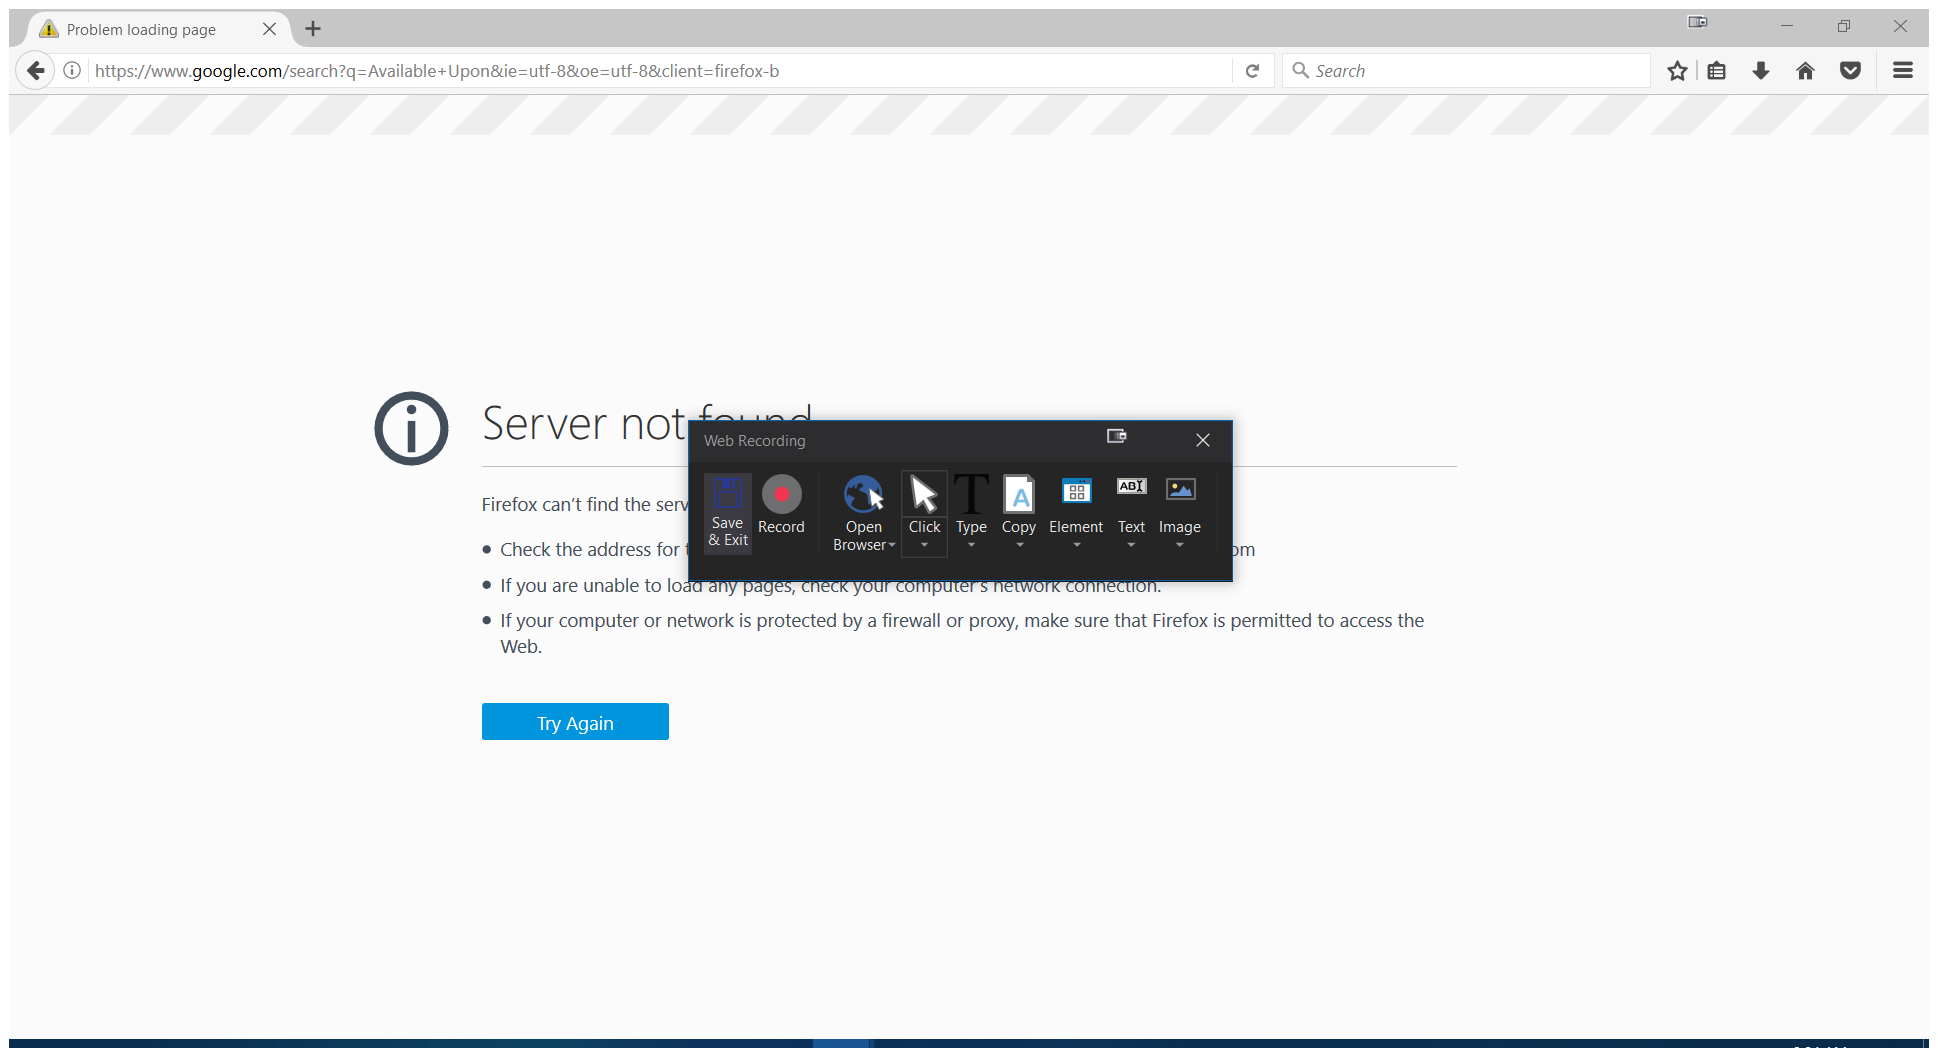 Problem loading page
https://www.google.com/search?q=Available+Upon&ie=utf-8&oe=utf-8&client=firefox-b
Search
Server not found
Web Recording
Save
& Exit
Record
Open
Browser
Click
Type
Copy
Element
Text
Image
Firefox can’t find the serv
Check the address for
om
If you are unable to load any pages, check your computer’s network connection.
If your computer or network is protected by a firewall or proxy, make sure that Firefox is permitted to access the
Web.
Try Again